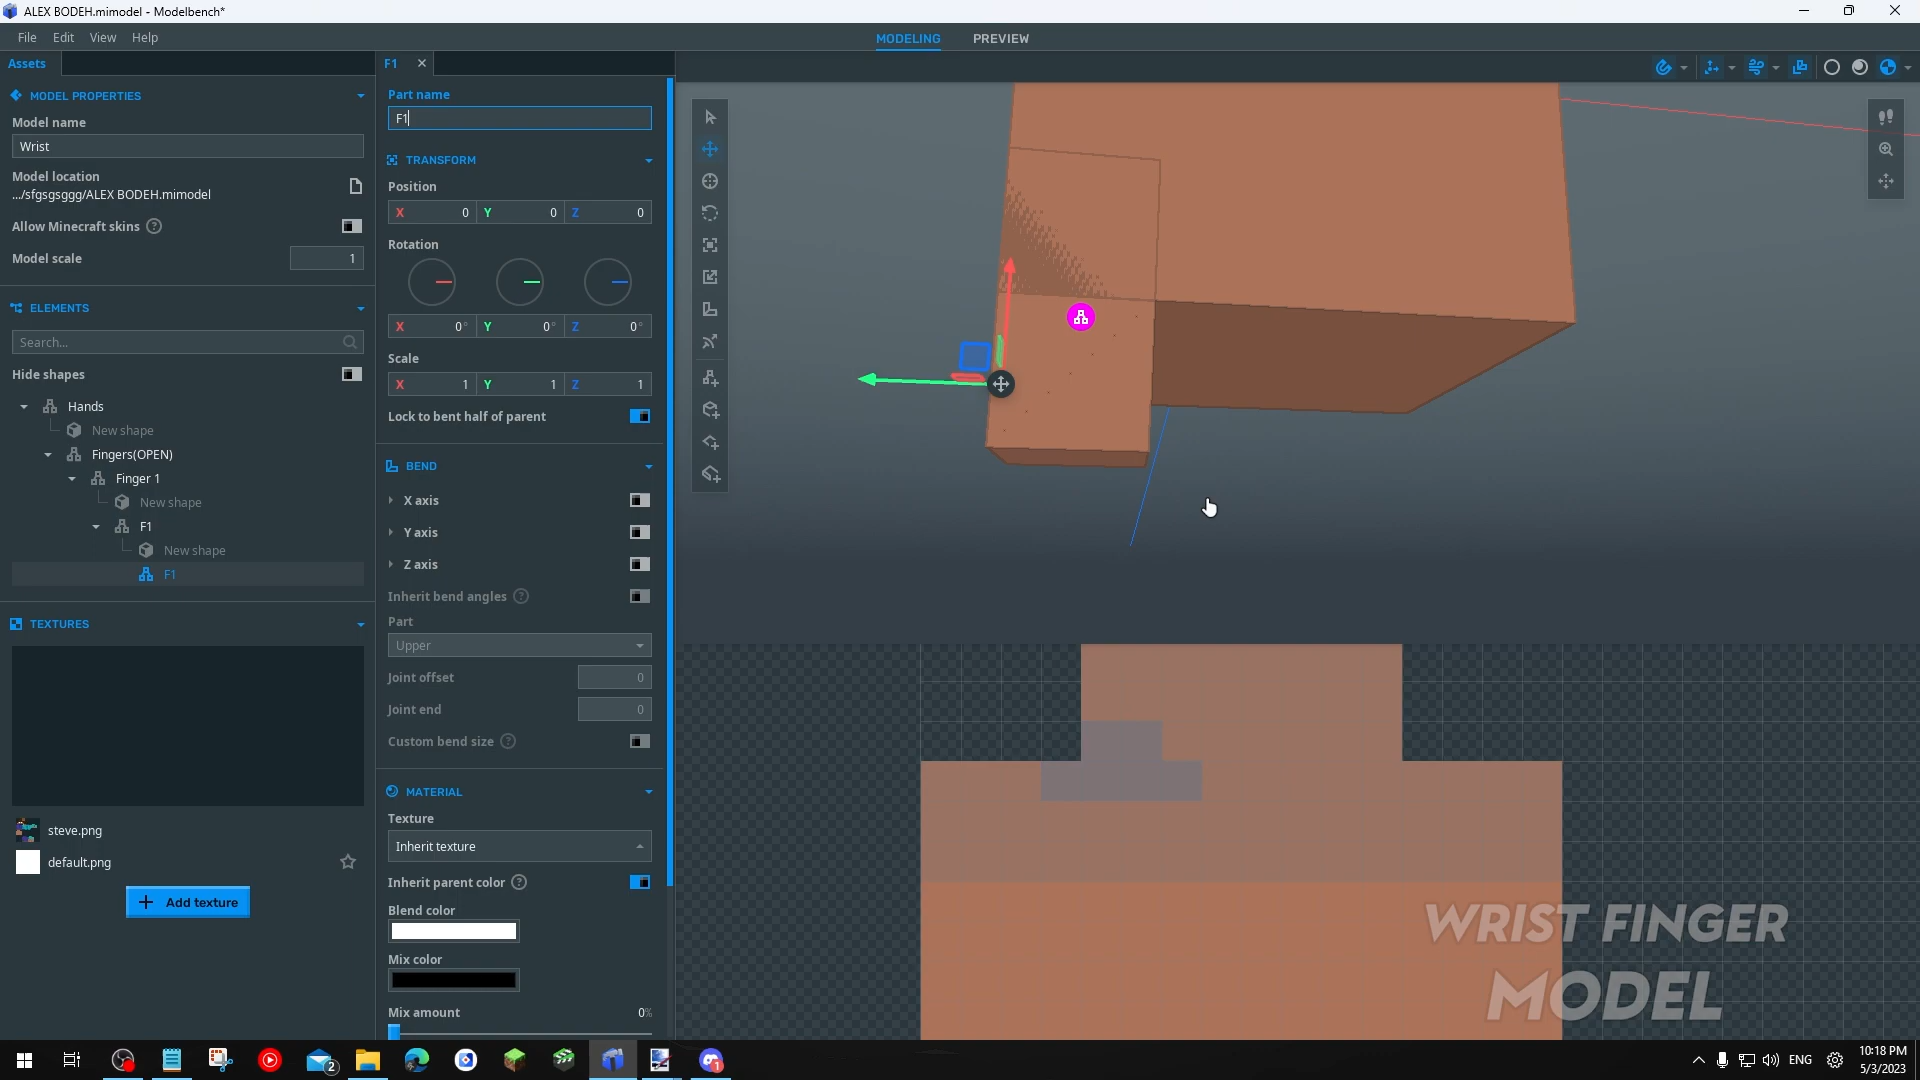 ALEX BODEH.mimodel - Modelbench*
File Edit View Help
MODELING PREVIEW
Assets
F1
MODEL PROPERTIES
Model name
Wrist
Model location
.../sfgsgsggg/ALEX BODEH.mimodel
Allow Minecraft skins ?
Model scale 1
ELEMENTS
Search...
Hide shapes
Hands
New shape
Fingers(OPEN)
Finger 1
New shape
F1
New shape
F1
TEXTURES
steve.png
default.png
Add texture
Part name
F1
TRANSFORM
Position
X 0 Y 0 Z 0
Rotation
X 0° Y 0° Z 0°
Scale
X 1 Y 1 Z 1
Lock to bent half of parent
BEND
X axis
Y axis
Z axis
Inherit bend angles ?
Part
Upper
Joint offset 0
Joint end 0
Custom bend size ?
MATERIAL
Texture
Inherit texture
Inherit parent color ?
Blend color
Mix color
Mix amount 0%
WRIST FINGER
MODEL
2
1
ENG
10:18 PM
5/3/2023